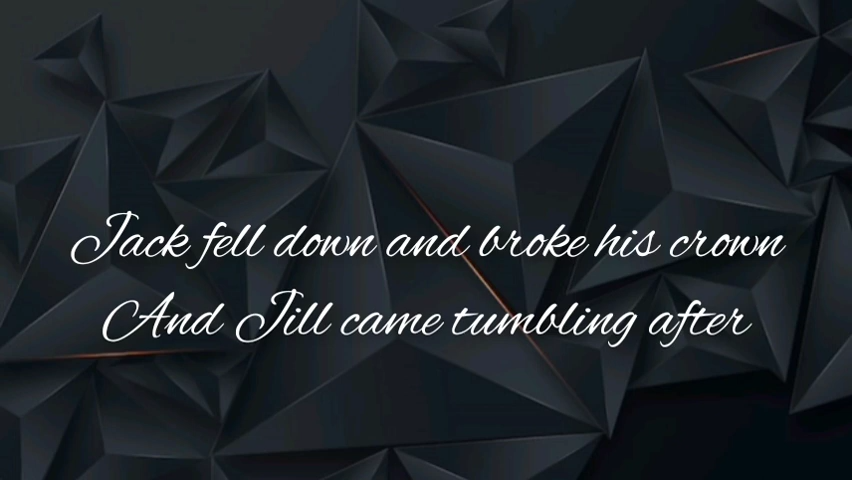 Jack fell down and broke his crown
And Jill came tumbling after